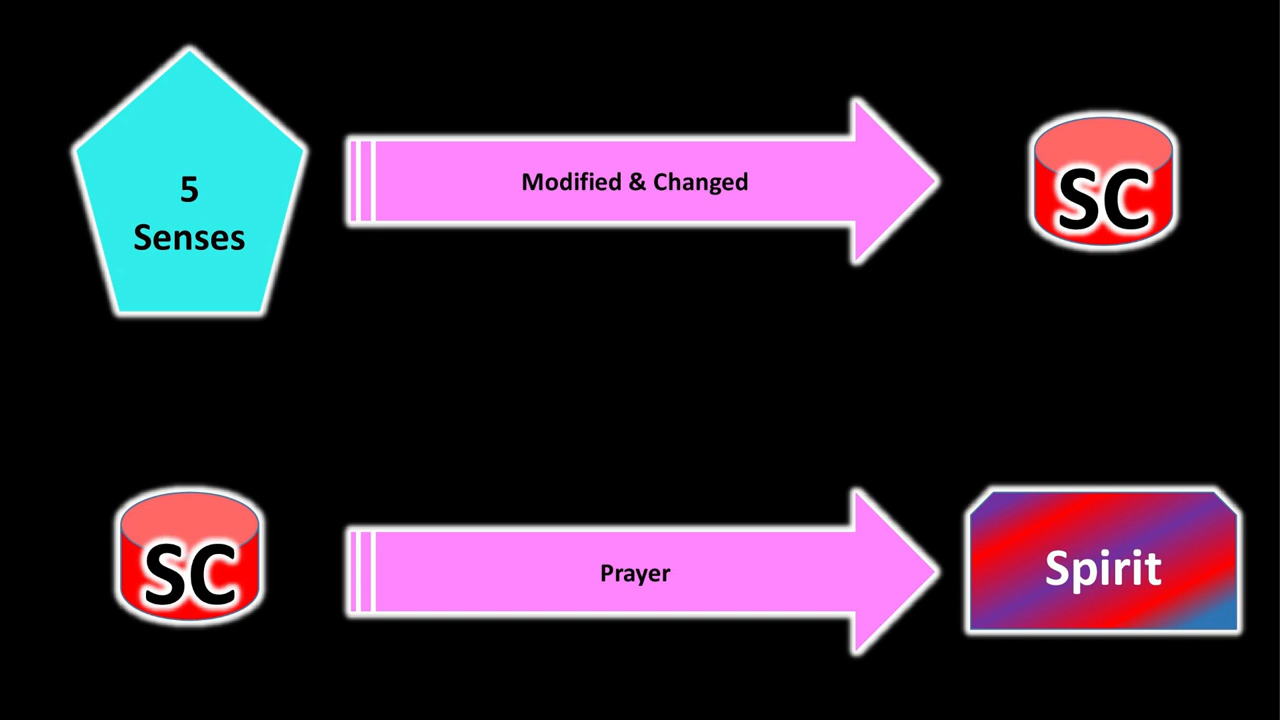 5
Senses
Modified & Changed
SC
SC
Prayer
Spirit